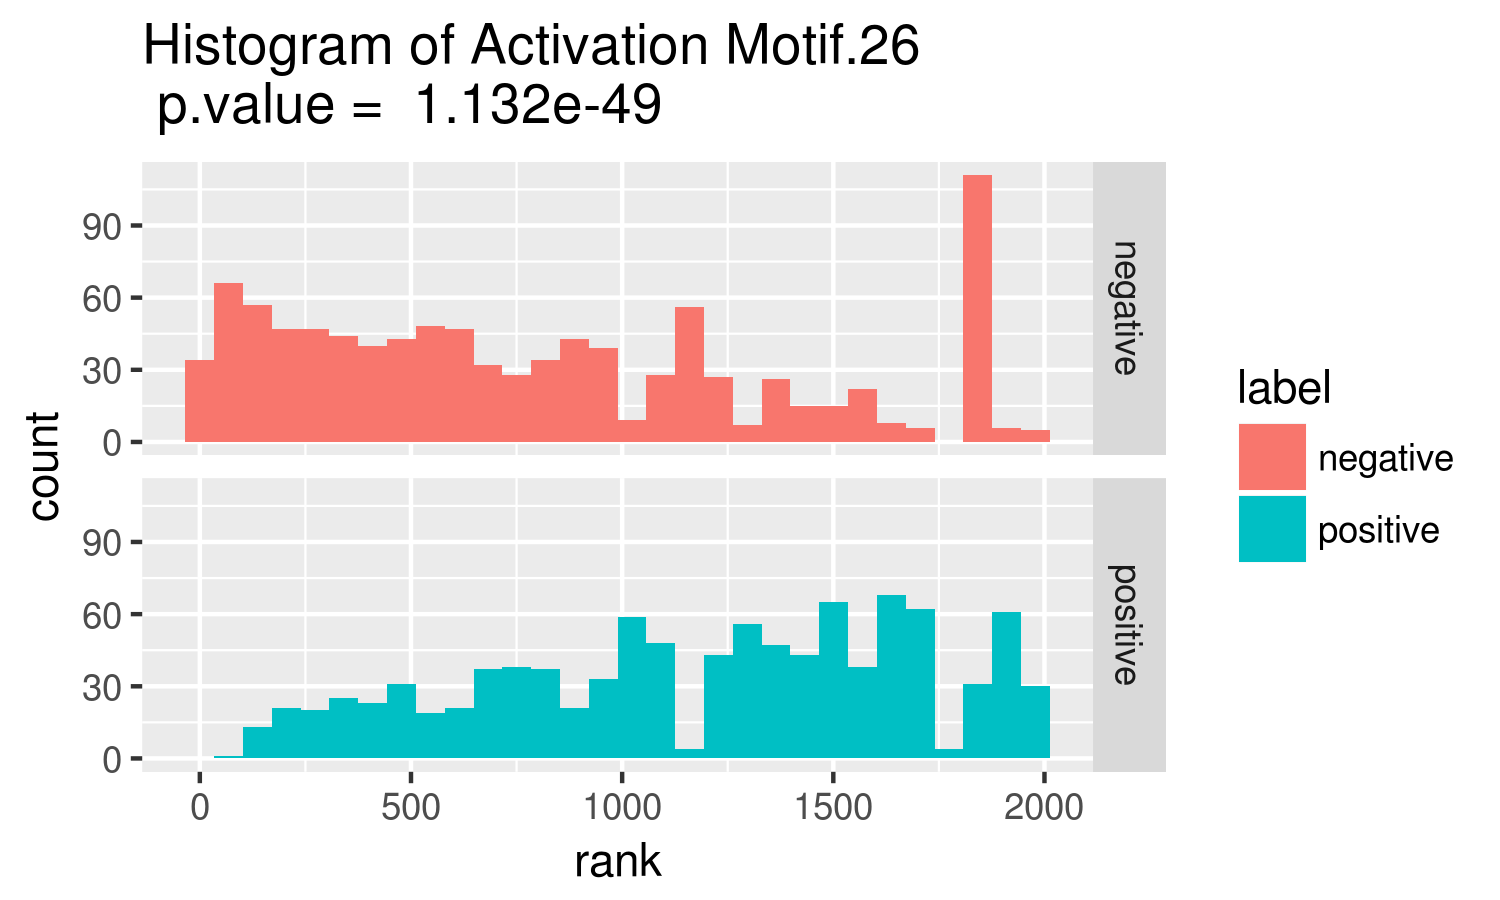 Histogram of Activation Motif.26
p.value = 1.132e-49
90
60
30
0
negative
90
60
30
0
positive
count
0 500 1000 1500 2000
rank
label
negative
positive